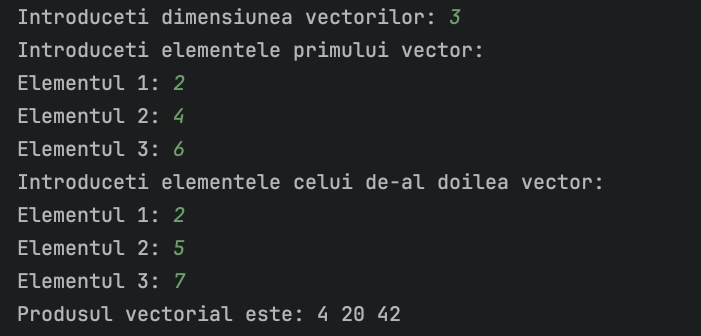 Introduceti dimensiunea vectorilor: 3
Introduceti elementele primului vector:
Elementul 1: 2
Elementul 2: 4
Elementul 3: 6
Introduceti elementele celui de-al doilea vector:
Elementul 1: 2
Elementul 2: 5
Elementul 3: 7
Produsul vectorial este: 4 20 42